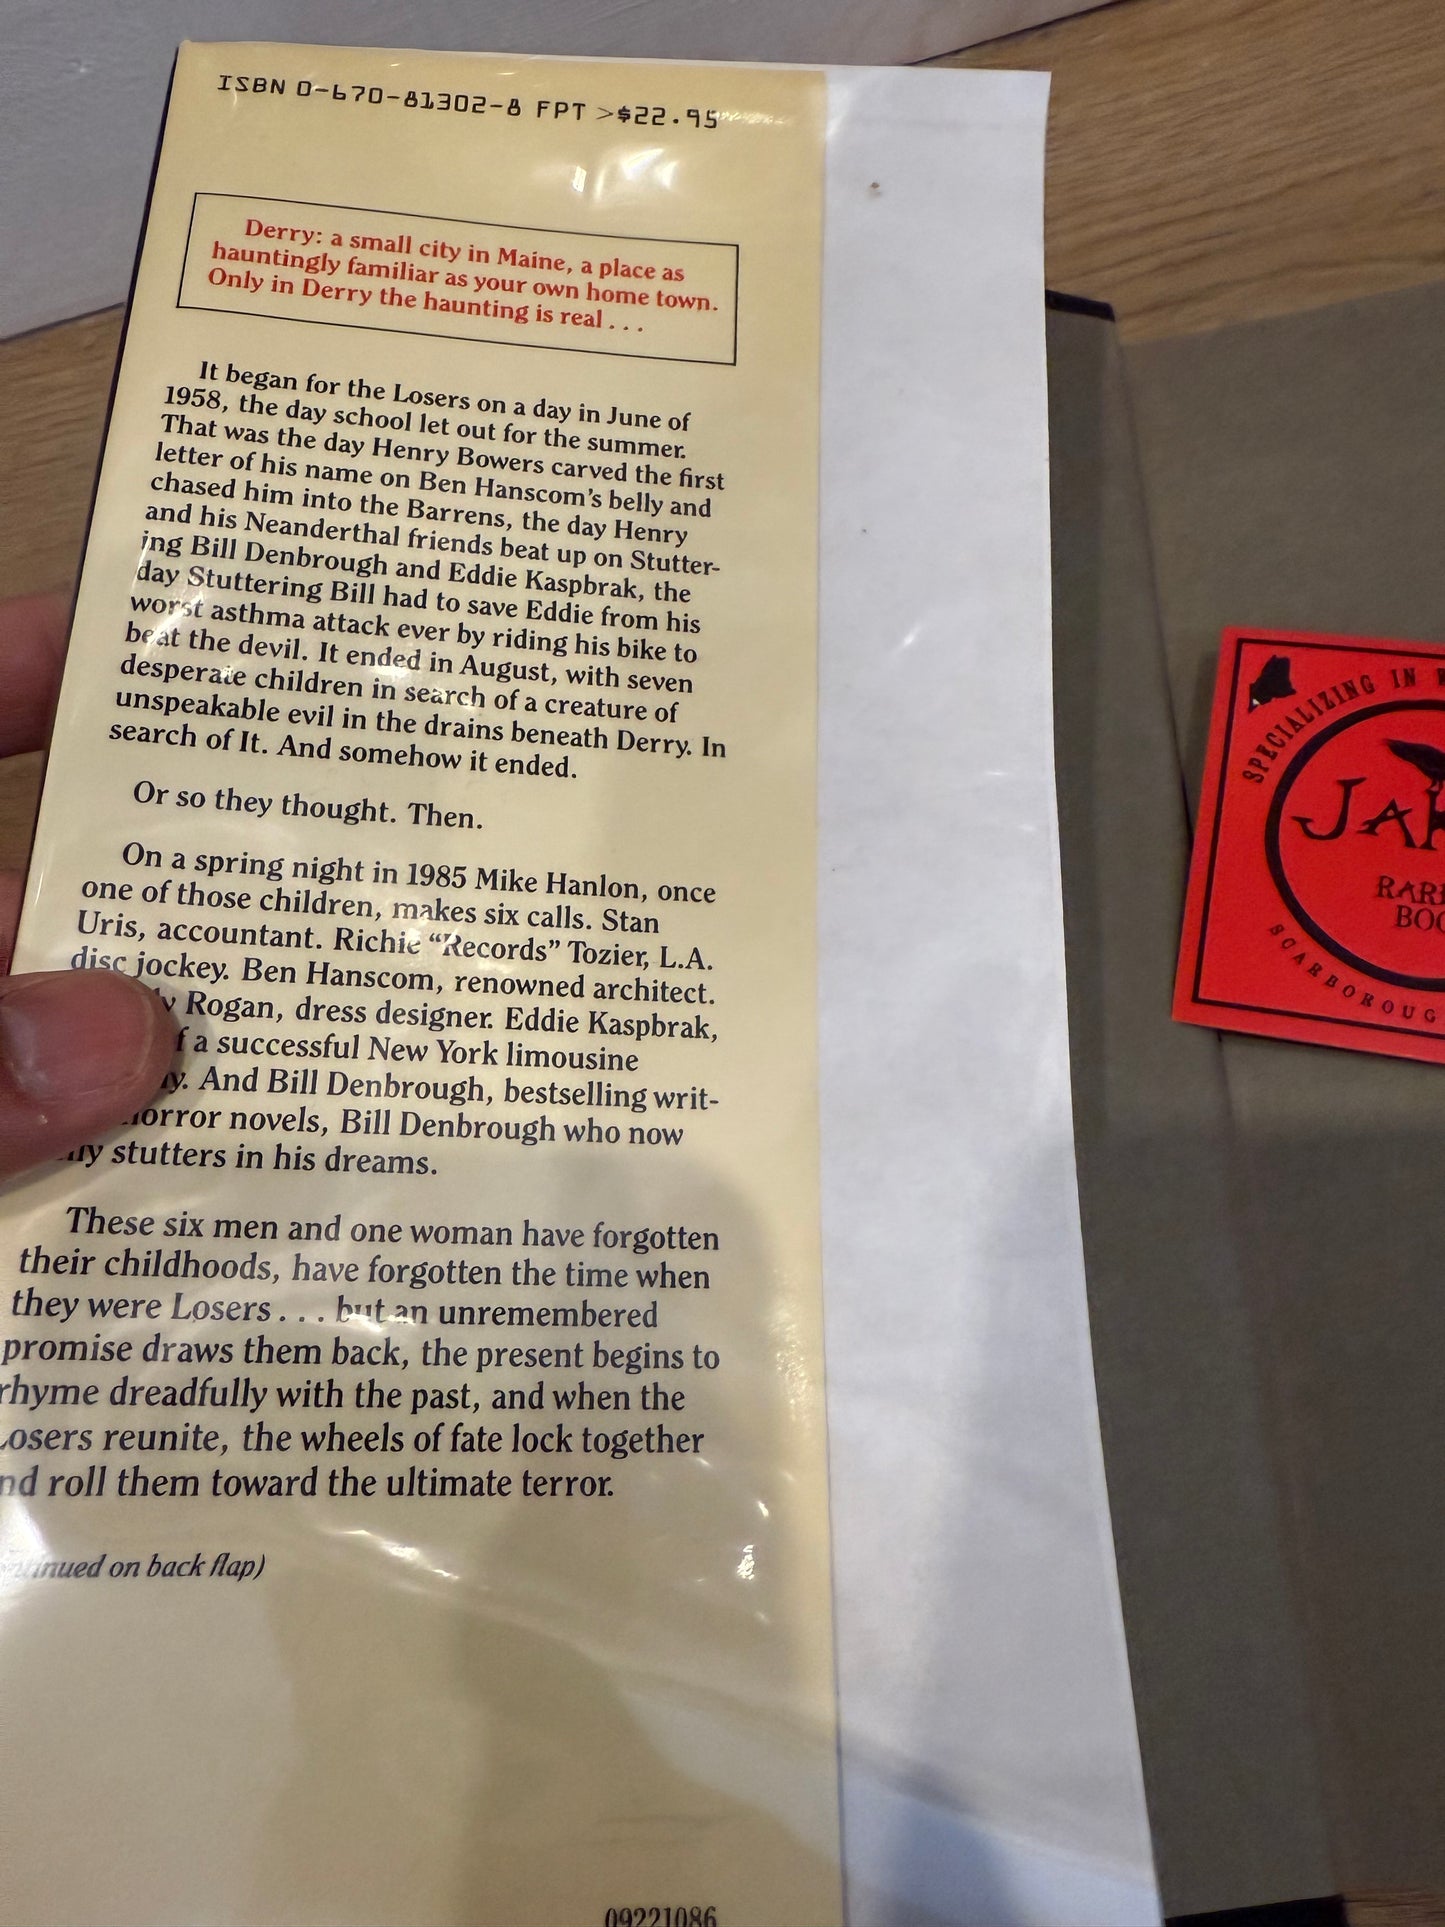 ISBN 0-670-81302-8 FPT >$22.95
Derry: a small city in Maine, a place as
hauntingly familiar as your own home town.
Only in Derry the haunting is real . . .
It began for the Losers on a day in June of
1958, the day school let out for the summer.
That was the day Henry Bowers carved the first
letter of his name on Ben Hanscom's belly and
chased him into the Barrens, the day Henry
and his Neanderthal friends beat up on Stutter-
ing Bill Denbrough and Eddie Kaspbrak, the
day Stuttering Bill had to save Eddie from his
worst asthma attack ever by riding his bike to
beat the devil. It ended in August, with seven
desperate children in search of a creature of
unspeakable evil in the drains beneath Derry. In
search of It. And somehow it ended.
Or so they thought. Then.
On a spring night in 1985 Mike Hanlon, once
one of those children, makes six calls. Stan
Uris, accountant. Richie "Records" Tozier, L.A.
disc jockey. Ben Hanscom, renowned architect.
Rogan, dress designer. Eddie Kaspbrak,
a successful New York limousine
And Bill Denbrough, bestselling writ-
horror novels, Bill Denbrough who now
stutters in his dreams.
These six men and one woman have forgotten
their childhoods, have forgotten the time when
they were Losers . . . but an unremembered
promise draws them back, the present begins to
rhyme dreadfully with the past, and when the
Losers reunite, the wheels of fate lock together
and roll them toward the ultimate terror.
on back flap)
09221086
SPECIALIZING IN
RARE